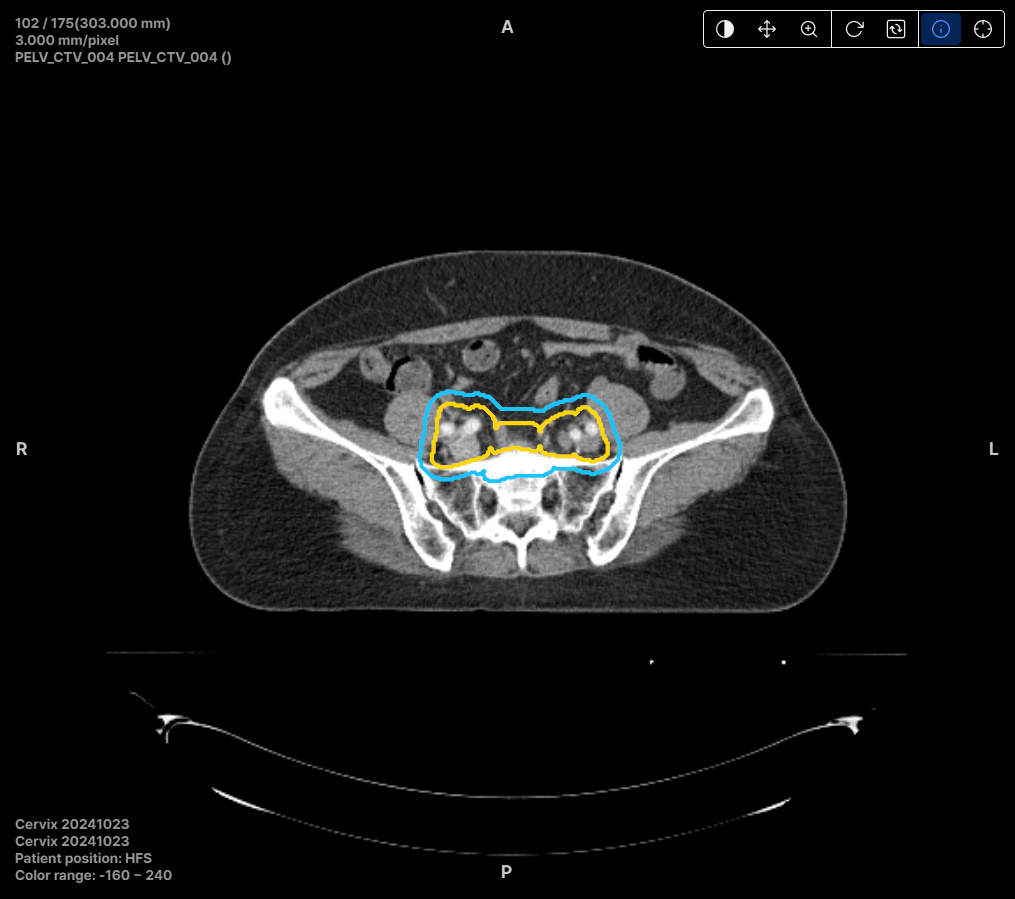 102 / 175(303.000 mm)
3.000 mm/pixel
PELV_CTV_004 PELV_CTV_004 ()
A
R
L
Cervix 20241023
Cervix 20241023
Patient position: HFS
Color range: -160 ~ 240
P